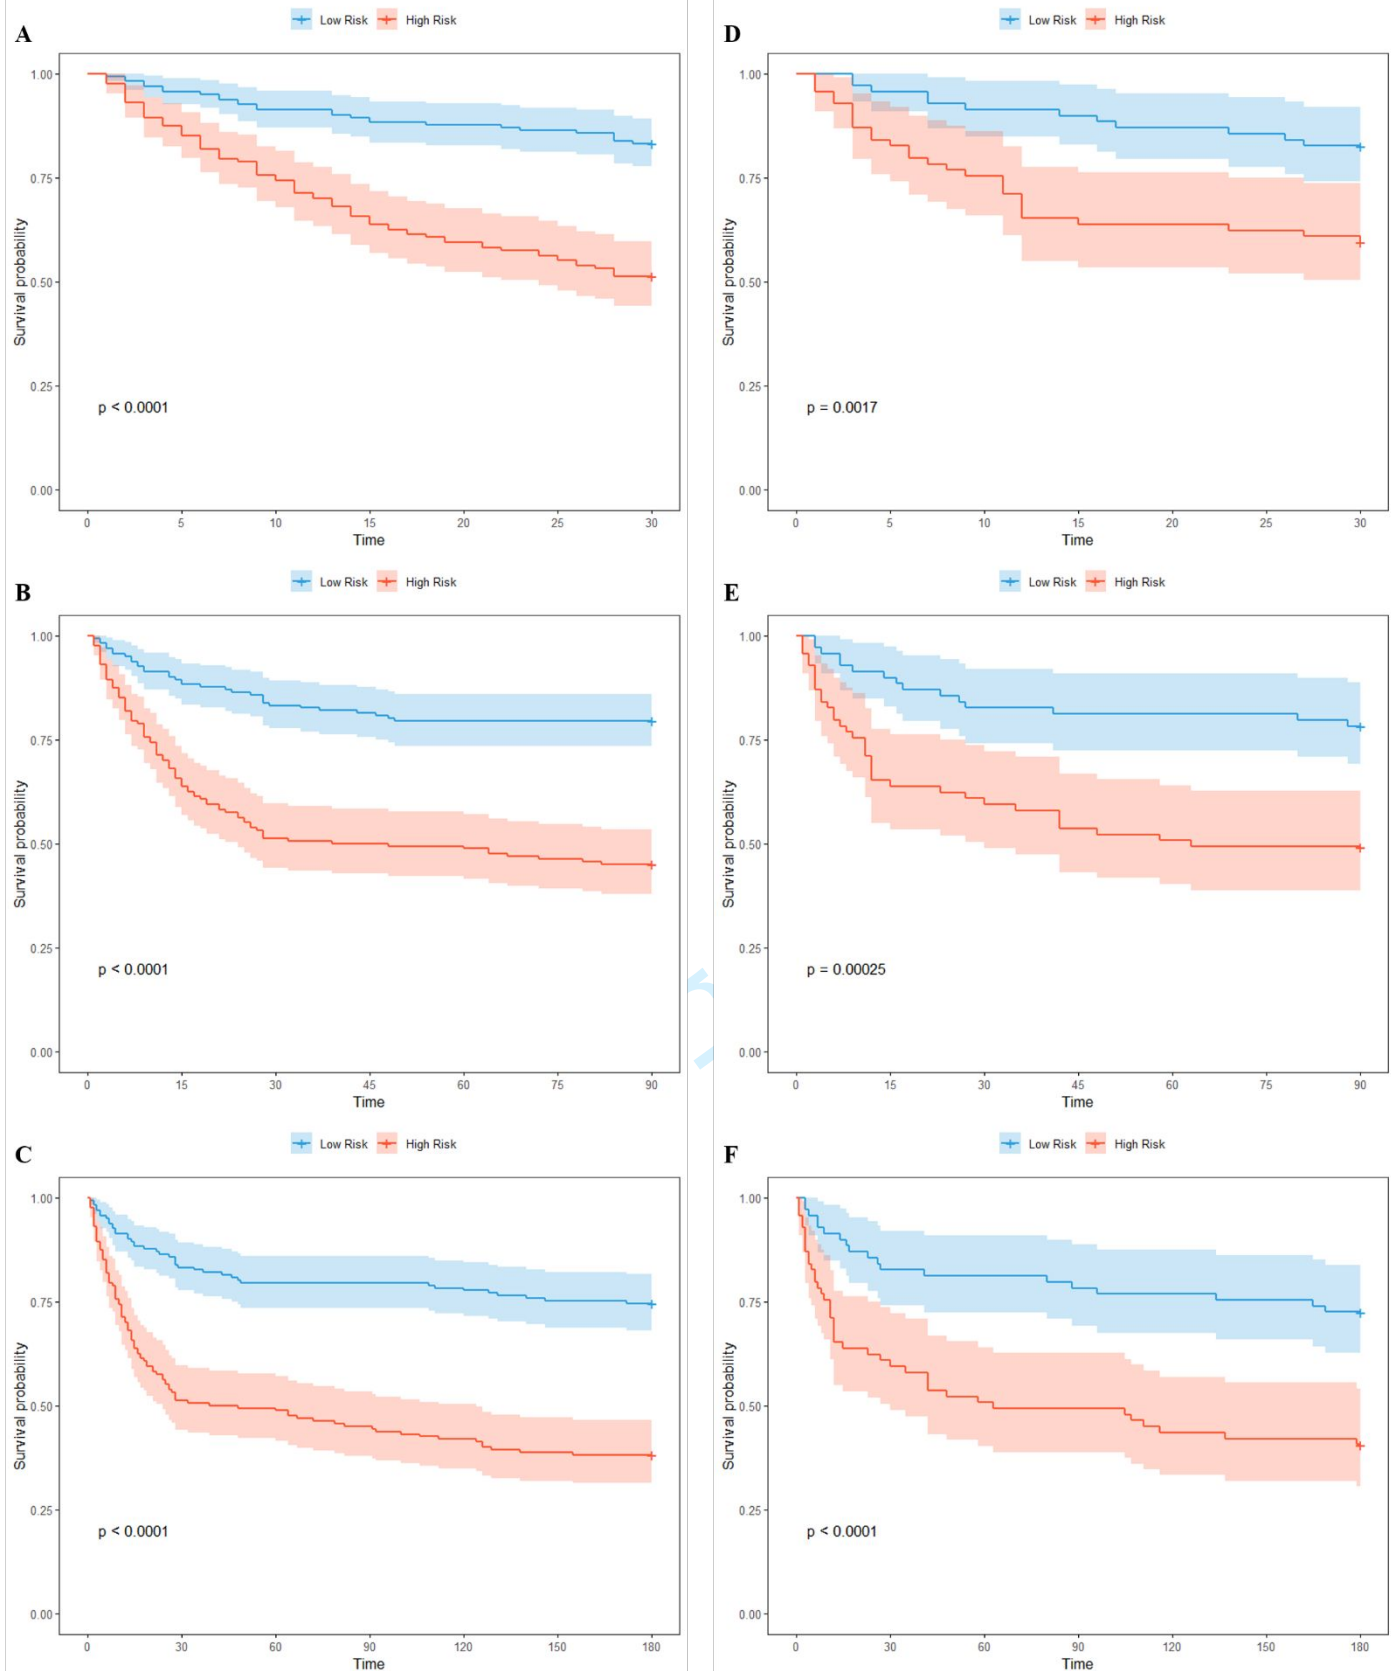 A
Low Risk High Risk
Survival probability
1.00
0.75
0.50
0.25
0.00
p < 0.0001
0 5 10 15 20 25 30
Time
B
Low Risk High Risk
Survival probability
1.00
0.75
0.50
0.25
0.00
p < 0.0001
0 15 30 45 60 75 90
Time
C
Low Risk High Risk
Survival probability
1.00
0.75
0.50
0.25
0.00
p < 0.0001
0 30 60 90 120 150 180
Time
D
Low Risk High Risk
Survival probability
1.00
0.75
0.50
0.25
0.00
p = 0.0017
0 5 10 15 20 25 30
Time
E
Low Risk High Risk
Survival probability
1.00
0.75
0.50
0.25
0.00
p = 0.00025
0 15 30 45 60 75 90
Time
F
Low Risk High Risk
Survival probability
1.00
0.75
0.50
0.25
0.00
p < 0.0001
0 30 60 90 120 150 180
Time